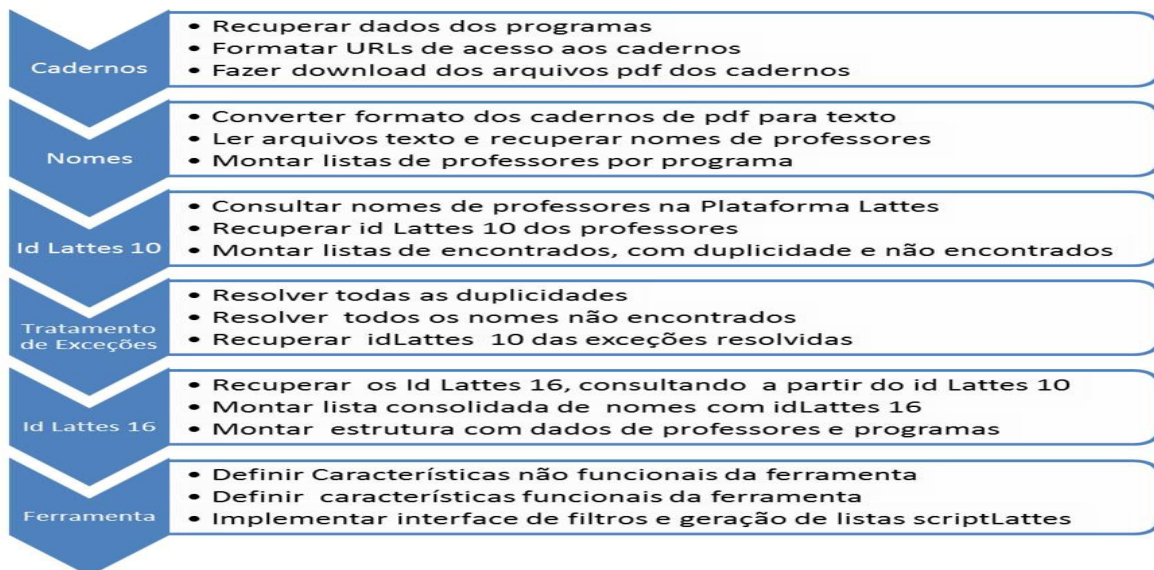 Cadernos
• Recuperar dados dos programas
• Formatar URLs de acesso aos cadernos
• Fazer download dos arquivos pdf dos cadernos
Nomes
• Converter formato dos cadernos de pdf para texto
• Ler arquivos texto e recuperar nomes de professores
• Montar listas de professores por programa
Id Lattes 10
• Consultar nomes de professores na Plataforma Lattes
• Recuperar id Lattes 10 dos professores
• Montar listas de encontrados, com duplicidade e não encontrados
Tratamento
de Exceções
• Resolver todas as duplicidades
• Resolver todos os nomes não encontrados
• Recuperar idLattes 10 das exceções resolvidas
Id Lattes 16
• Recuperar os Id Lattes 16, consultando a partir do id Lattes 10
• Montar lista consolidada de nomes com idLattes 16
• Montar estrutura com dados de professores e programas
Ferramenta
• Definir Características não funcionais da ferramenta
• Definir características funcionais da ferramenta
• Implementar interface de filtros e geração de listas scriptLattes